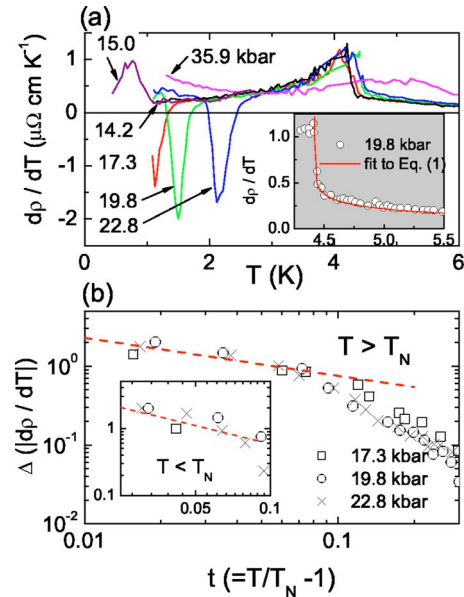 (a)
15.0
35.9 kbar
14.2
17.3
19.8
22.8
1
0
-1
-2
dρ / dT (μΩ cm K⁻¹)
0
2
4
6
8
T (K)
1.0
0.5
0.0
dρ / dT
19.8 kbar
fit to Eq. (1)
4.5
5.0
5.5
(b)
T > T_N
10¹
10⁰
10⁻¹
10⁻²
Δ (|dρ / dT|)
1
0.1
T < T_N
0.05
0.1
17.3 kbar
19.8 kbar
22.8 kbar
0.01
0.1
t (=T/T_N -1)